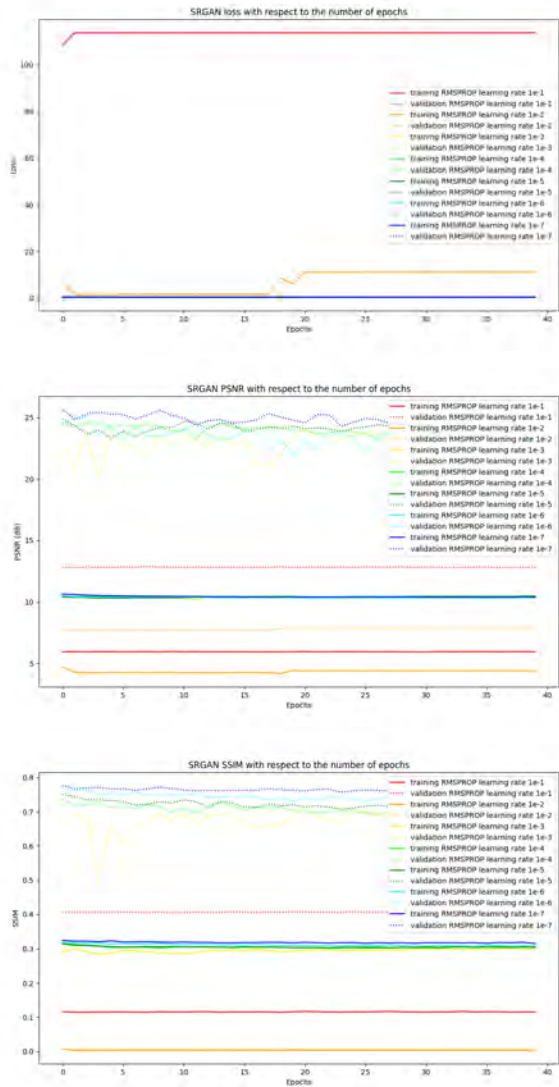 SRGAN loss with respect to the number of epochs
100
80
60
40
20
0
Loss
training RMSPROP learning rate 1e-1
validation RMSPROP learning rate 1e-1
training RMSPROP learning rate 1e-2
validation RMSPROP learning rate 1e-2
training RMSPROP learning rate 1e-3
validation RMSPROP learning rate 1e-3
training RMSPROP learning rate 1e-4
validation RMSPROP learning rate 1e-4
training RMSPROP learning rate 1e-5
validation RMSPROP learning rate 1e-5
training RMSPROP learning rate 1e-6
validation RMSPROP learning rate 1e-6
training RMSPROP learning rate 1e-7
validation RMSPROP learning rate 1e-7
0 5 10 15 20 25 30 35 40
Epochs
SRGAN PSNR with respect to the number of epochs
25
20
15
10
5
PSNR (dB)
training RMSPROP learning rate 1e-1
validation RMSPROP learning rate 1e-1
training RMSPROP learning rate 1e-2
validation RMSPROP learning rate 1e-2
training RMSPROP learning rate 1e-3
validation RMSPROP learning rate 1e-3
training RMSPROP learning rate 1e-4
validation RMSPROP learning rate 1e-4
training RMSPROP learning rate 1e-5
validation RMSPROP learning rate 1e-5
training RMSPROP learning rate 1e-6
validation RMSPROP learning rate 1e-6
training RMSPROP learning rate 1e-7
validation RMSPROP learning rate 1e-7
0 5 10 15 20 25 30 35 40
Epochs
SRGAN SSIM with respect to the number of epochs
0.8
0.7
0.6
0.5
0.4
0.3
0.2
0.1
0.0
SSIM
training RMSPROP learning rate 1e-1
validation RMSPROP learning rate 1e-1
training RMSPROP learning rate 1e-2
validation RMSPROP learning rate 1e-2
training RMSPROP learning rate 1e-3
validation RMSPROP learning rate 1e-3
training RMSPROP learning rate 1e-4
validation RMSPROP learning rate 1e-4
training RMSPROP learning rate 1e-5
validation RMSPROP learning rate 1e-5
training RMSPROP learning rate 1e-6
validation RMSPROP learning rate 1e-6
training RMSPROP learning rate 1e-7
validation RMSPROP learning rate 1e-7
0 5 10 15 20 25 30 35 40
Epochs